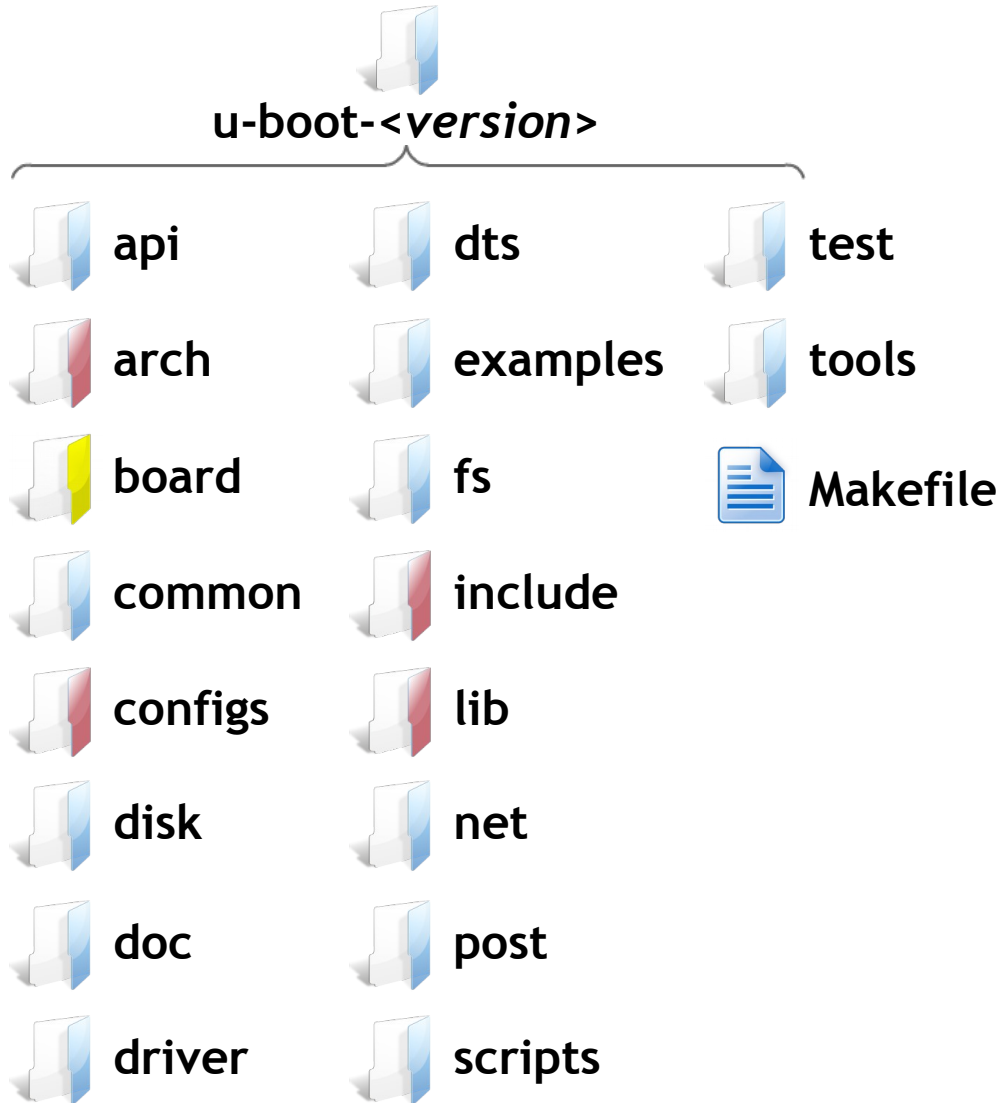 u-boot-<version>
api
arch
board
common
configs
disk
doc
driver
dts
examples
fs
include
lib
net
post
scripts
test
tools
Makefile